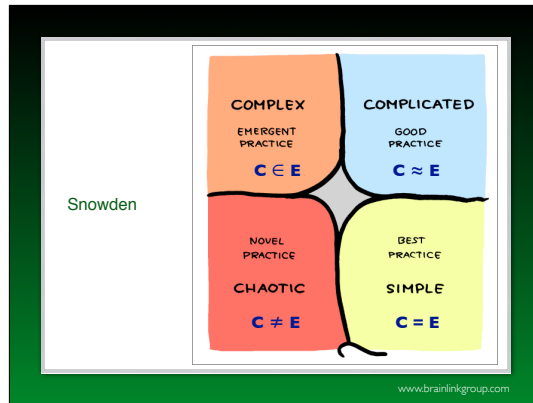 Snowden
COMPLEX
EMERGENT
PRACTICE
C ∈ E
COMPLICATED
GOOD
PRACTICE
C ≈ E
NOVEL
PRACTICE
CHAOTIC
C ≠ E
BEST
PRACTICE
SIMPLE
C = E
www.brainlinkgroup.com